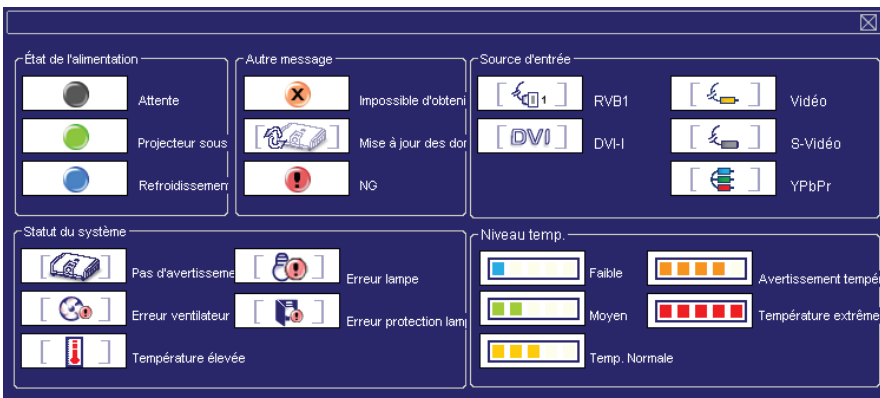 État de l'alimentation
Attente
Projecteur sous
Refroidissemen
Autre message
Impossible d'obteni
Mise à jour des don
NG
Source d'entrée
1
RVB1
DVI
DVI-I
Vidéo
S-Vidéo
YPbPr
Statut du système
Pas d'avertisseme
Erreur ventilateur
Température élevée
Erreur lampe
Erreur protection lam
Niveau temp.
Faible
Moyen
Temp. Normale
Avertissement tempé
Température extrême